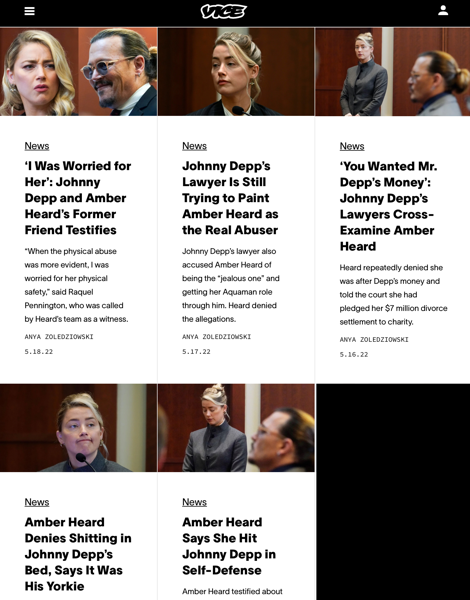 VICE
News
‘I Was Worried for
Her’: Johnny
Depp and Amber
Heard’s Former
Friend Testifies
“When the physical abuse
was more evident, I was
worried for her physical
safety,” said Raquel
Pennington, who was called
by Heard’s team as a witness.
ANYA ZOLEDZIOWSKI
5.18.22
News
Johnny Depp’s
Lawyer Is Still
Trying to Paint
Amber Heard as
the Real Abuser
Johnny Depp’s lawyer also
accused Amber Heard of
being the “jealous one” and
getting her Aquaman role
through him. Heard denied
the allegations.
ANYA ZOLEDZIOWSKI
5.17.22
News
‘You Wanted Mr.
Depp’s Money’:
Johnny Depp’s
Lawyers Cross-
Examine Amber
Heard
Heard repeatedly denied she
was after Depp’s money and
told the court she had
pledged her $7 million divorce
settlement to charity.
ANYA ZOLEDZIOWSKI
5.16.22
News
Amber Heard
Denies Shitting in
Johnny Depp’s
Bed, Says It Was
His Yorkie
News
Amber Heard
Says She Hit
Johnny Depp in
Self-Defense
Amber Heard testified about